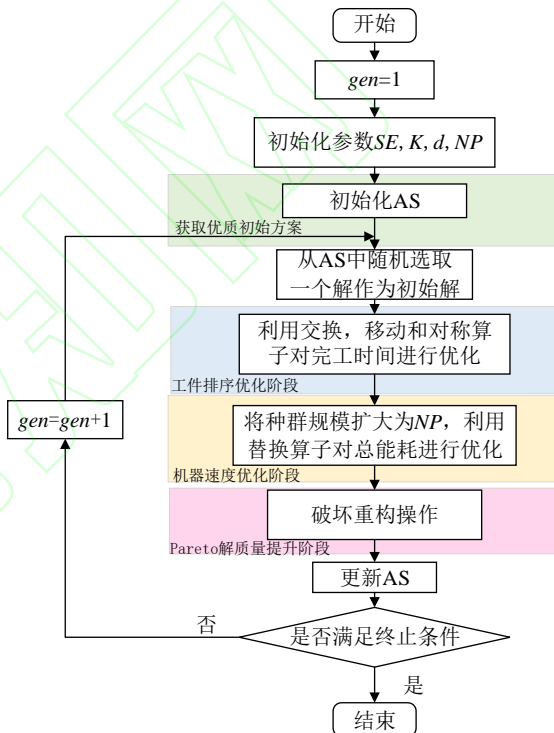 开始
gen=1
初始化参数SE, K, d, NP
初始化AS
获取优质初始方案
从AS中随机选取
一个解作为初始解
利用交换，移动和对称算
子对完工时间进行优化
工件排序优化阶段
gen=gen+1
将种群规模扩大为NP，利用
替换算子对总能耗进行优化
机器速度优化阶段
破坏重构操作
Pareto解质量提升阶段
更新AS
否
是否满足终止条件
是
结束